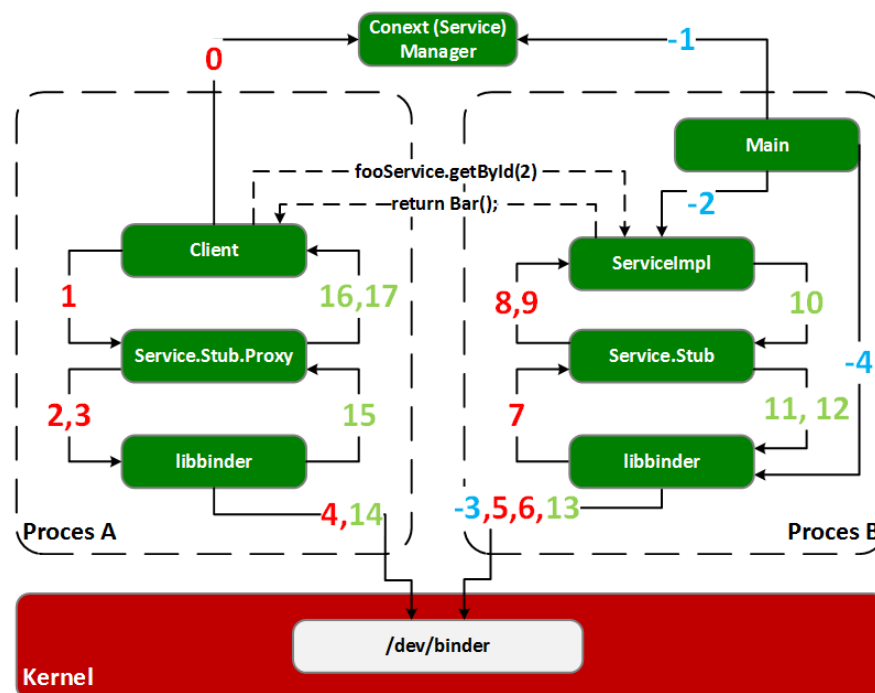 Conext (Service)
Manager
0
-1
Main
fooService.getById(2)
-2
return Bar();
Client
ServiceImpl
1
16,17
8,9
10
Service.Stub.Proxy
Service.Stub
-4
2,3
15
7
11, 12
libbinder
libbinder
4,14
-3,5,6,13
Proces A
Proces B
/dev/binder
Kernel